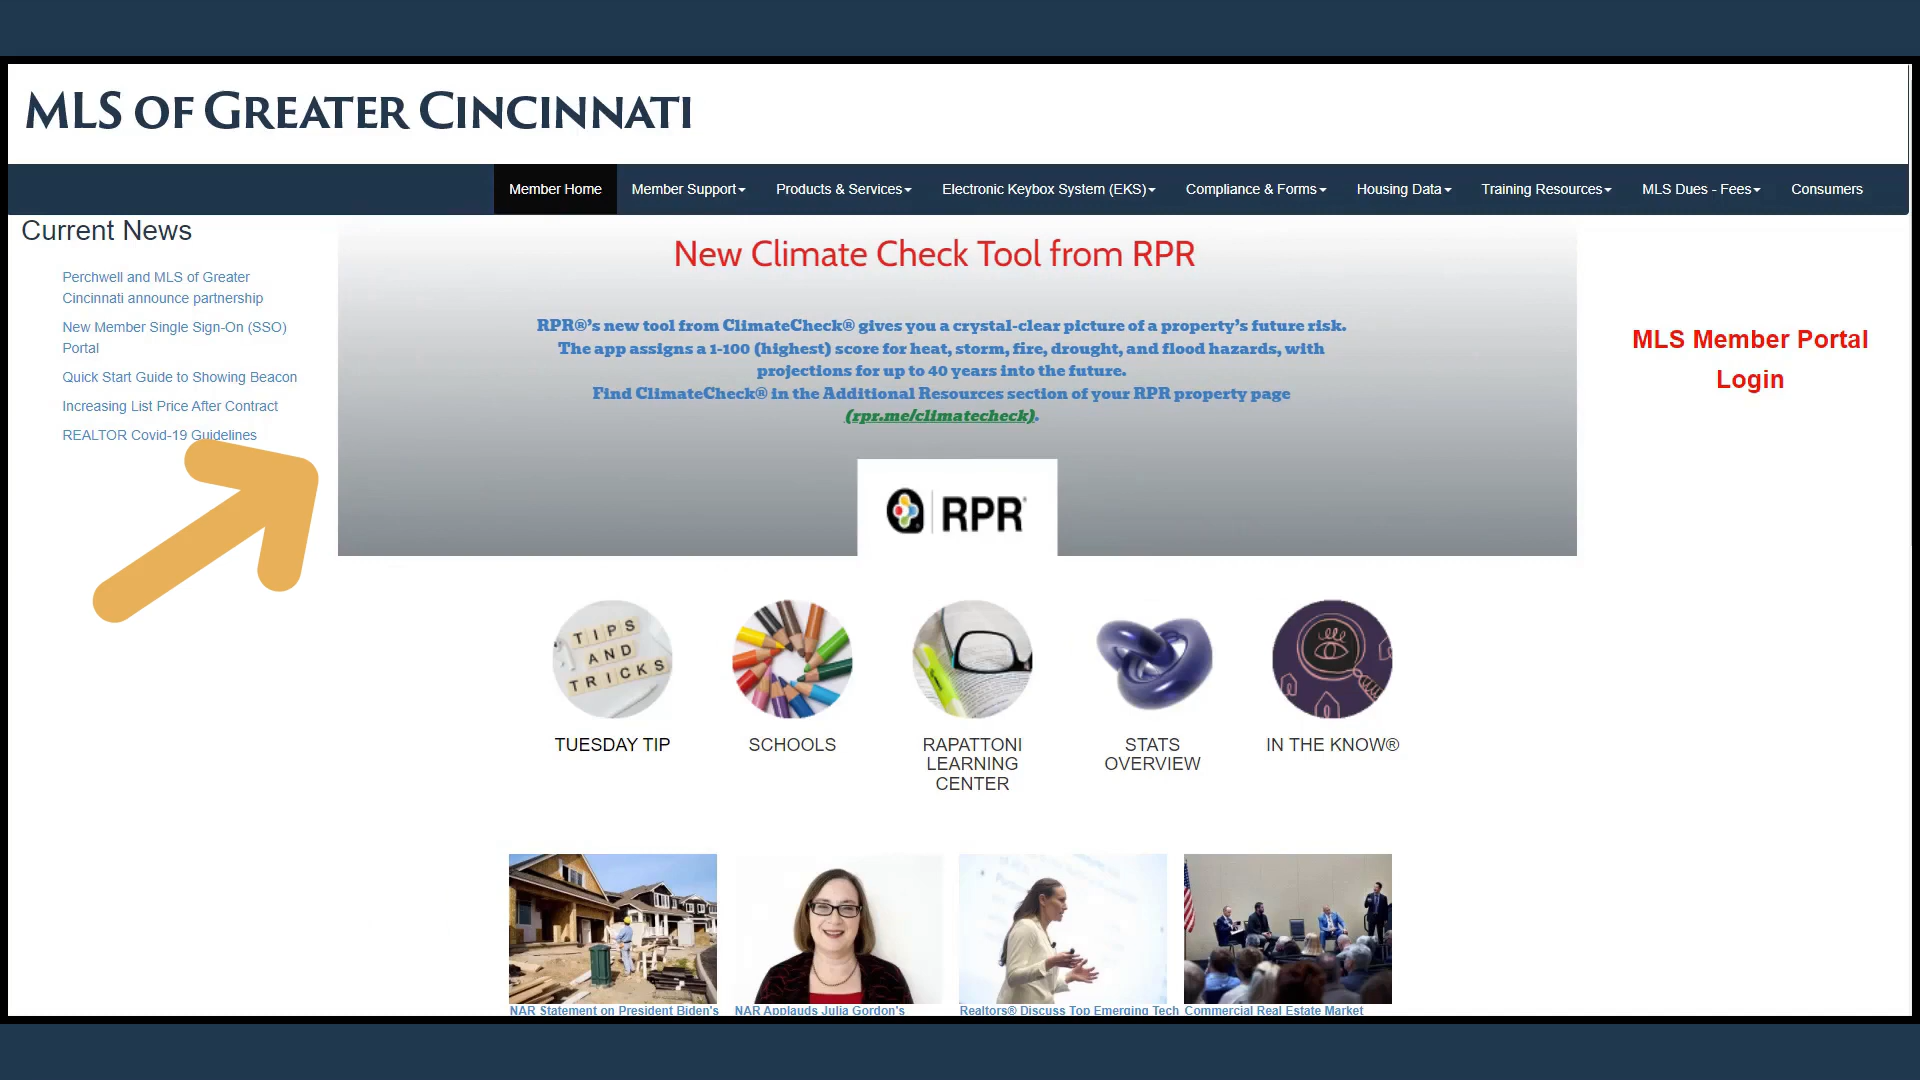 MLS OF GREATER CINCINNATI
Member Home
Member Support
Products & Services
Electronic Keybox System (EKS)
Compliance & Forms
Housing Data
Training Resources
MLS Dues - Fees
Consumers
Current News
Perchwell and MLS of Greater
Cincinnati announce partnership
New Member Single Sign-On (SSO)
Portal
Quick Start Guide to Showing Beacon
Increasing List Price After Contract
REALTOR Covid-19 Guidelines
New Climate Check Tool from RPR
RPR®'s new tool from ClimateCheck® gives you a crystal-clear picture of a property's future risk.
The app assigns a 1-100 (highest) score for heat, storm, fire, drought, and flood hazards, with
projections for up to 40 years into the future.
Find ClimateCheck® in the Additional Resources section of your RPR property page
(rpr.me/climatecheck).
RPR®
MLS Member Portal
Login
TIPS
AND
TRICKS
TUESDAY TIP
SCHOOLS
RAPATTONI
LEARNING
CENTER
STATS
OVERVIEW
IN THE KNOW®
NAR Statement on President Biden's
NAR Applauds Julia Gordon's
Realtors® Discuss Top Emerging Tech
Commercial Real Estate Market